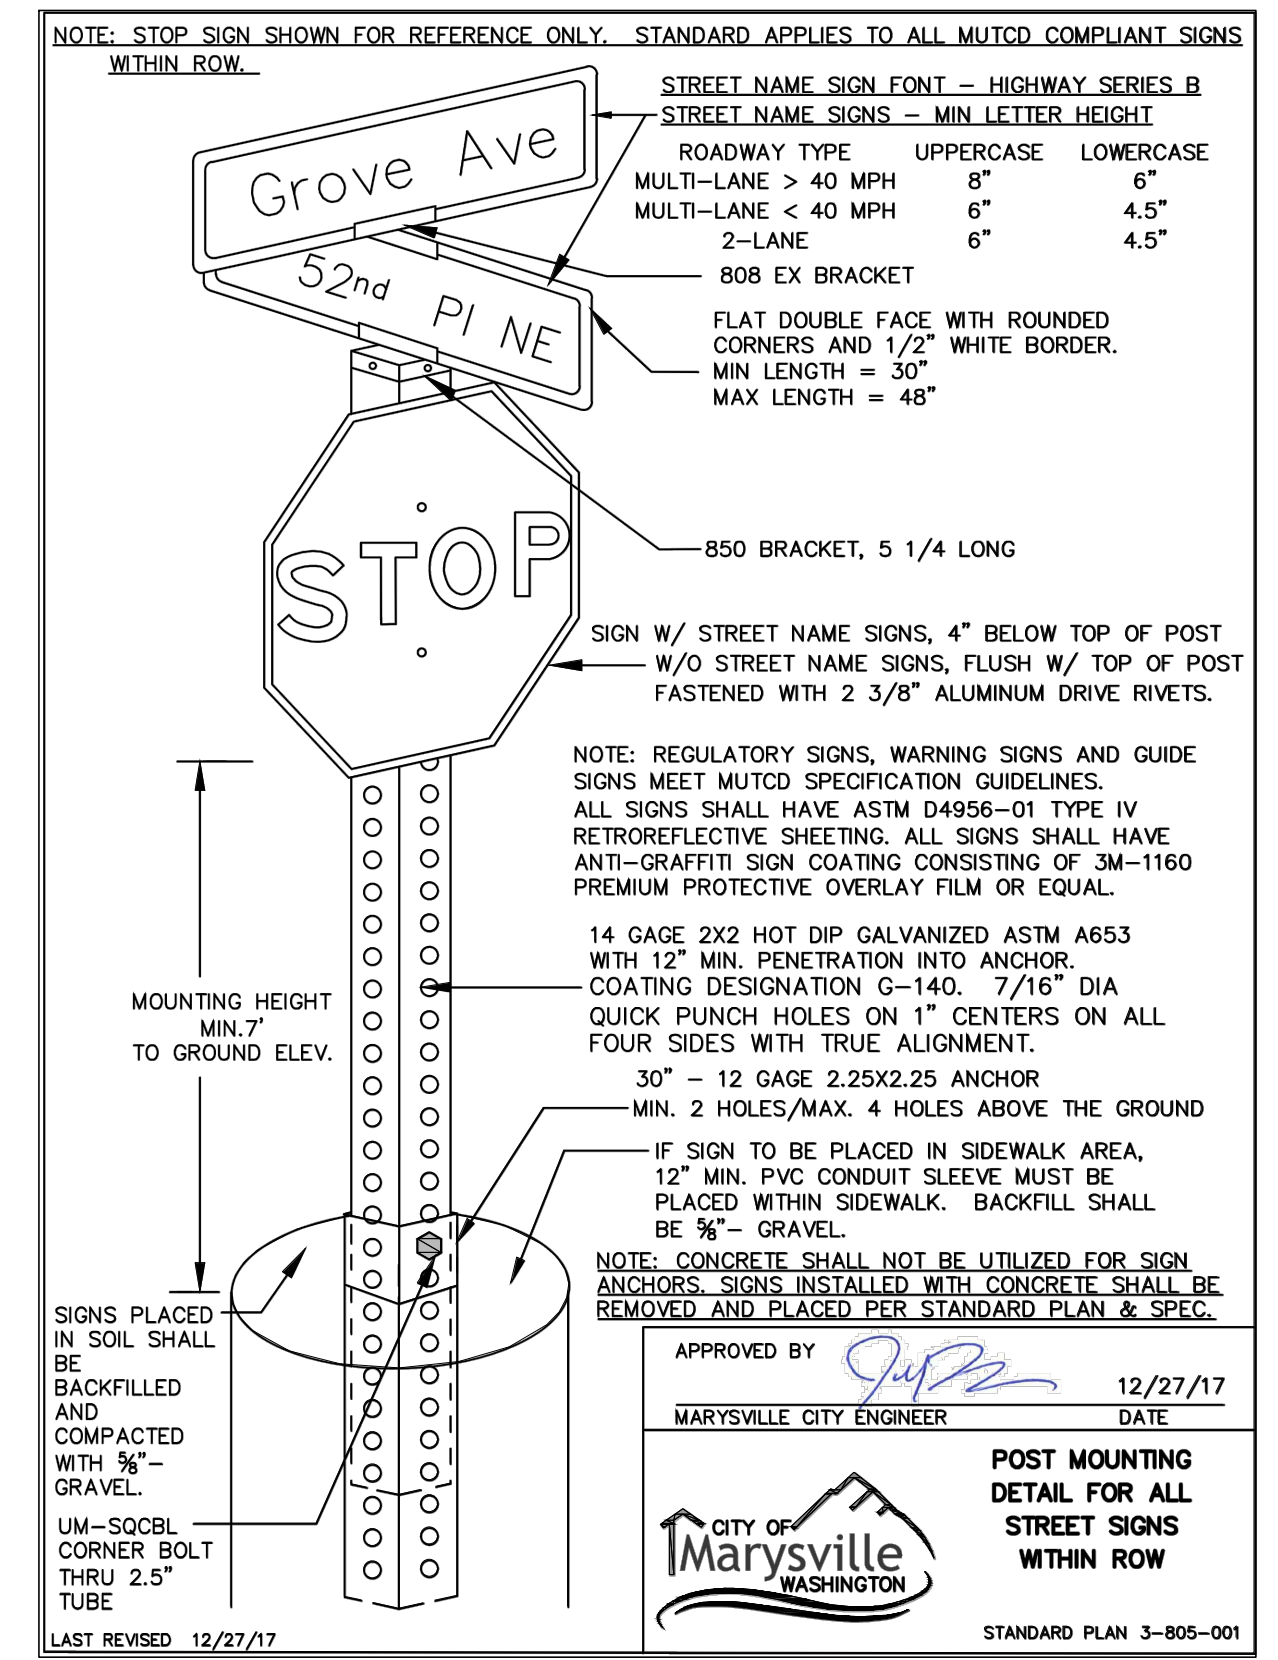 NOTE: STOP SIGN SHOWN FOR REFERENCE ONLY. STANDARD APPLIES TO ALL MUTCD COMPLIANT SIGNS
WITHIN ROW.
STREET NAME SIGN FONT – HIGHWAY SERIES B
STREET NAME SIGNS – MIN LETTER HEIGHT
ROADWAY TYPE UPPERCASE LOWERCASE
MULTI–LANE > 40 MPH 8" 6"
MULTI–LANE < 40 MPH 6" 4.5"
2–LANE 6" 4.5"
Grove Ave
52nd Pl NE
808 EX BRACKET
FLAT DOUBLE FACE WITH ROUNDED
CORNERS AND 1/2" WHITE BORDER.
MIN LENGTH = 30"
MAX LENGTH = 48"
STOP
850 BRACKET, 5 1/4 LONG
SIGN W/ STREET NAME SIGNS, 4" BELOW TOP OF POST
W/O STREET NAME SIGNS, FLUSH W/ TOP OF POST
FASTENED WITH 2 3/8" ALUMINUM DRIVE RIVETS.
NOTE: REGULATORY SIGNS, WARNING SIGNS AND GUIDE
SIGNS MEET MUTCD SPECIFICATION GUIDELINES.
ALL SIGNS SHALL HAVE ASTM D4956–01 TYPE IV
RETROREFLECTIVE SHEETING. ALL SIGNS SHALL HAVE
ANTI–GRAFFITI SIGN COATING CONSISTING OF 3M–1160
PREMIUM PROTECTIVE OVERLAY FILM OR EQUAL.
14 GAGE 2X2 HOT DIP GALVANIZED ASTM A653
WITH 12" MIN. PENETRATION INTO ANCHOR.
COATING DESIGNATION G–140. 7/16" DIA
QUICK PUNCH HOLES ON 1" CENTERS ON ALL
FOUR SIDES WITH TRUE ALIGNMENT.
MOUNTING HEIGHT
MIN.7'
TO GROUND ELEV.
30" – 12 GAGE 2.25X2.25 ANCHOR
MIN. 2 HOLES/MAX. 4 HOLES ABOVE THE GROUND
IF SIGN TO BE PLACED IN SIDEWALK AREA,
12" MIN. PVC CONDUIT SLEEVE MUST BE
PLACED WITHIN SIDEWALK. BACKFILL SHALL
BE ⅝"– GRAVEL.
NOTE: CONCRETE SHALL NOT BE UTILIZED FOR SIGN
ANCHORS. SIGNS INSTALLED WITH CONCRETE SHALL BE
REMOVED AND PLACED PER STANDARD PLAN & SPEC.
SIGNS PLACED
IN SOIL SHALL
BE
BACKFILLED
AND
COMPACTED
WITH ⅝"–
GRAVEL.
UM–SQCBL
CORNER BOLT
THRU 2.5"
TUBE
LAST REVISED 12/27/17
APPROVED BY
12/27/17
MARYSVILLE CITY ENGINEER DATE
CITY OF
Marysville
WASHINGTON
POST MOUNTING
DETAIL FOR ALL
STREET SIGNS
WITHIN ROW
STANDARD PLAN 3–805–001